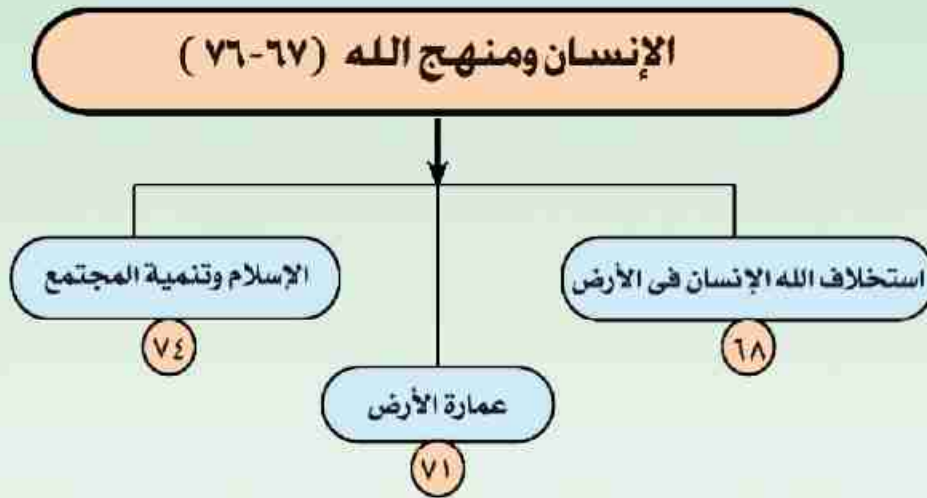 الإنسان ومنهج الله (٦٧-٧٦)
استخلاف الله الإنسان فى الأرض
٦٨
الإسلام وتنمية المجتمع
٧٤
عمارة الأرض
٧١